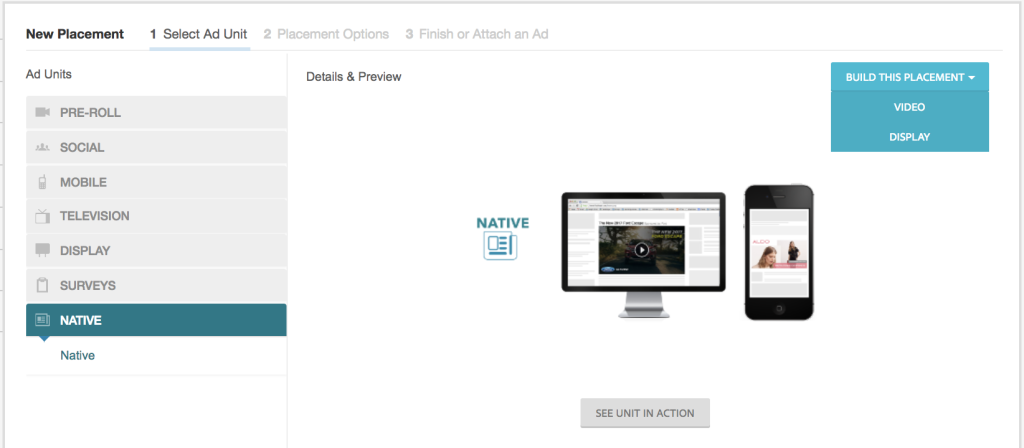 New Placement
1 Select Ad Unit
2 Placement Options
3 Finish or Attach an Ad
Ad Units
PRE-ROLL
SOCIAL
MOBILE
TELEVISION
DISPLAY
SURVEYS
NATIVE
Native
Details & Preview
BUILD THIS PLACEMENT
VIDEO
DISPLAY
NATIVE
SEE UNIT IN ACTION